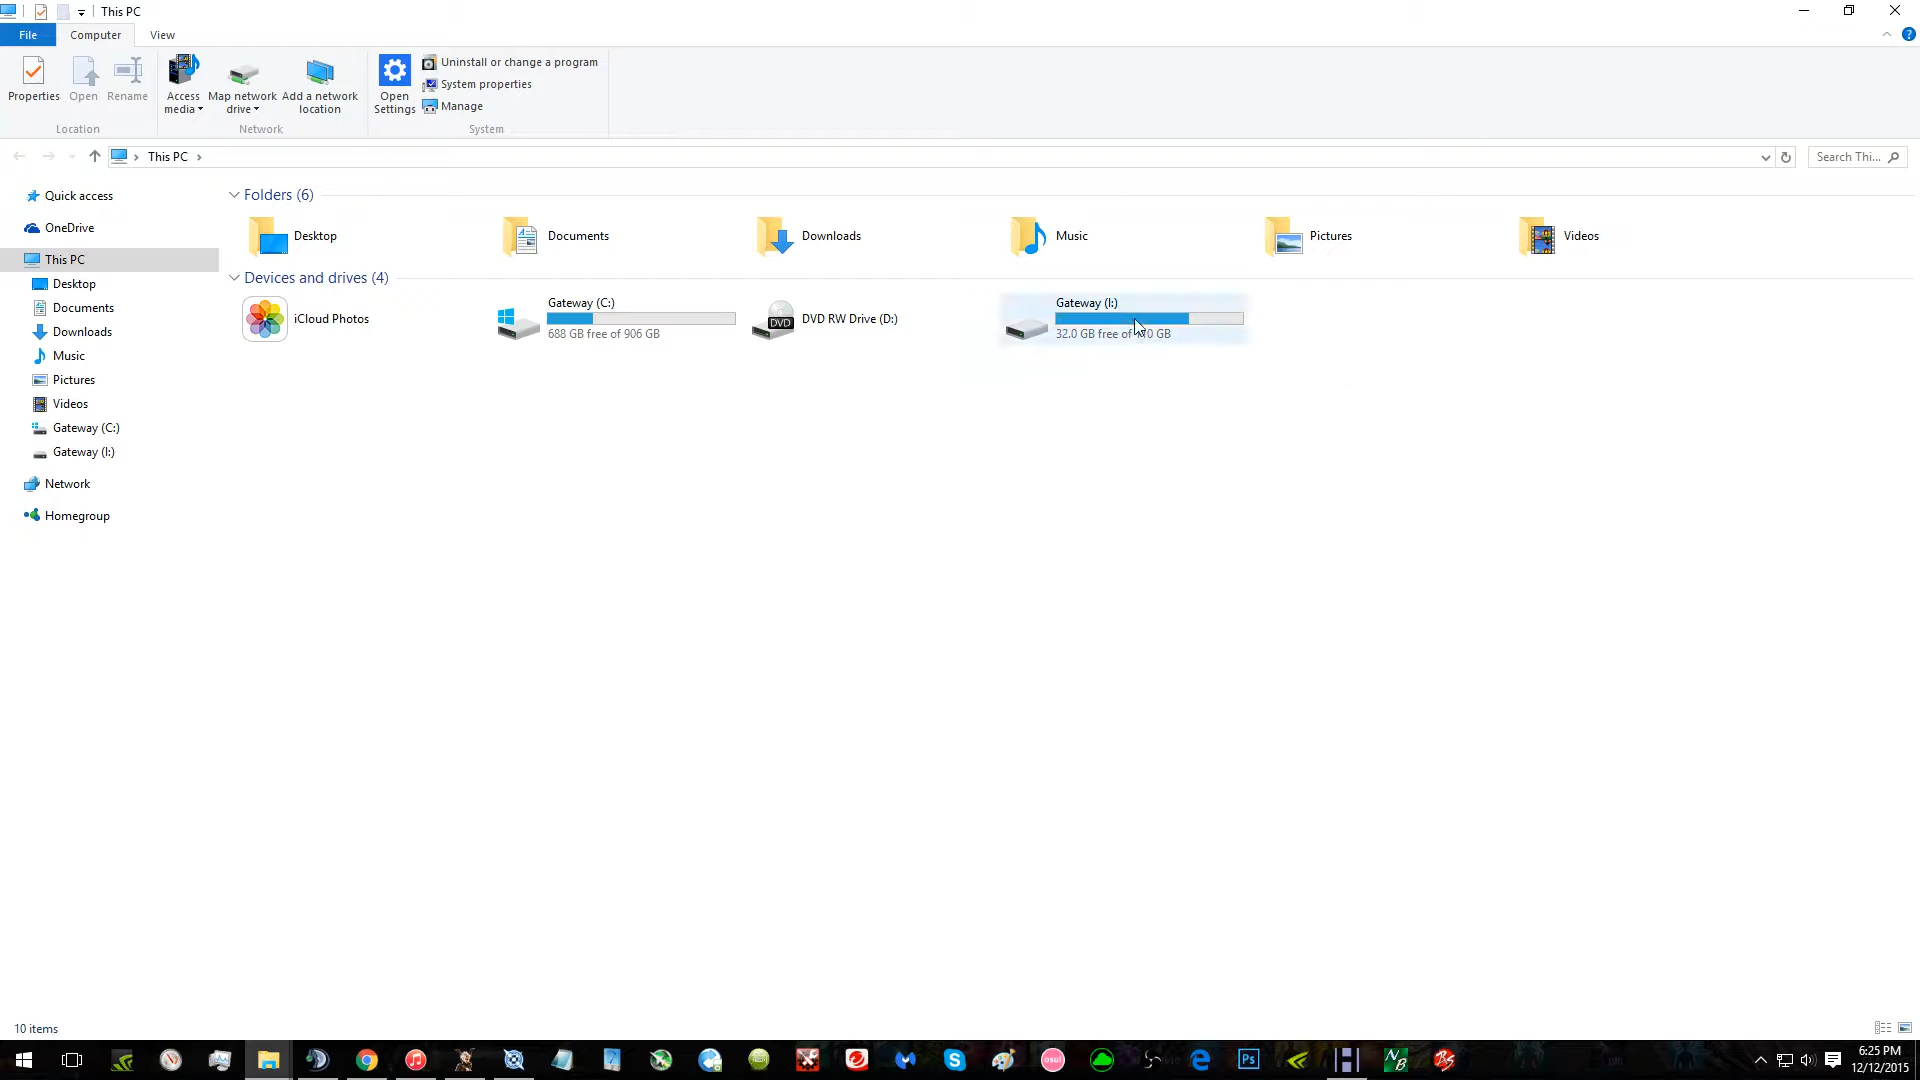 This PC
File Computer View
Properties Open Rename Access media Map network drive Add a network location Open Settings
Uninstall or change a program
System properties
Manage
Location Network System
This PC
Search Thi...
Quick access
OneDrive
This PC
Desktop
Documents
Downloads
Music
Pictures
Videos
Gateway (C:)
Gateway (I:)
Network
Homegroup
Folders (6)
Desktop Documents Downloads Music Pictures Videos
Devices and drives (4)
iCloud Photos
Gateway (C:)
688 GB free of 906 GB
DVD
DVD RW Drive (D:)
Gateway (I:)
32.0 GB free of
GB
10 items
osu!
Ps
NB
6:25 PM
12/12/2015